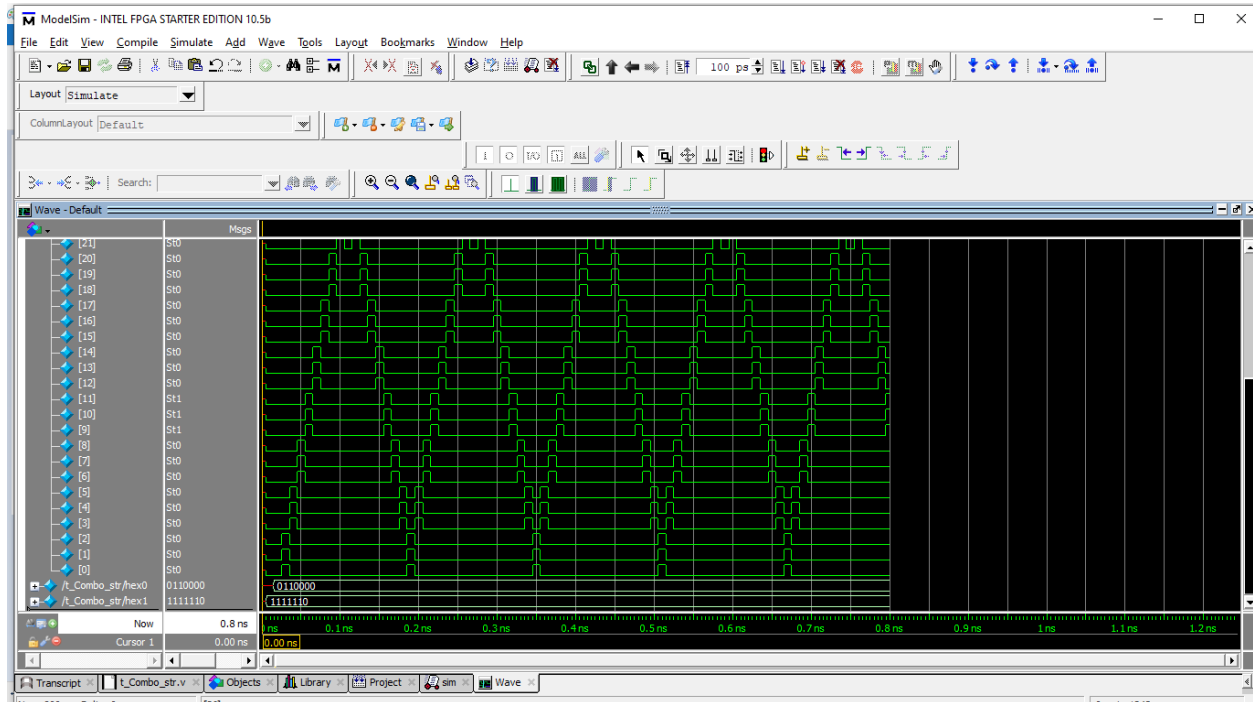 ModelSim - INTEL FPGA STARTER EDITION 10.5b
File Edit View Compile Simulate Add Wave Tools Layout Bookmarks Window Help
100 ps
Layout Simulate
ColumnLayout Default
Search:
Wave - Default
Msgs
[21] St0
[20] St0
[19] St0
[18] St0
[17] St0
[16] St0
[15] St0
[14] St0
[13] St0
[12] St0
[11] St1
[10] St1
[9] St1
[8] St0
[7] St0
[6] St0
[5] St0
[4] St0
[3] St0
[2] St0
[1] St0
[0] St0
/t_Combo_str/hex0 0110000 0110000
/t_Combo_str/hex1 1111110 1111110
Now 0.8 ns ns 0.1 ns 0.2 ns 0.3 ns 0.4 ns 0.5 ns 0.6 ns 0.7 ns 0.8 ns 0.9 ns 1 ns 1.1 ns 1.2 ns
Cursor 1 0.00 ns 0.00 ns
Transcript t_Combo_str.v Objects Library Project sim Wave